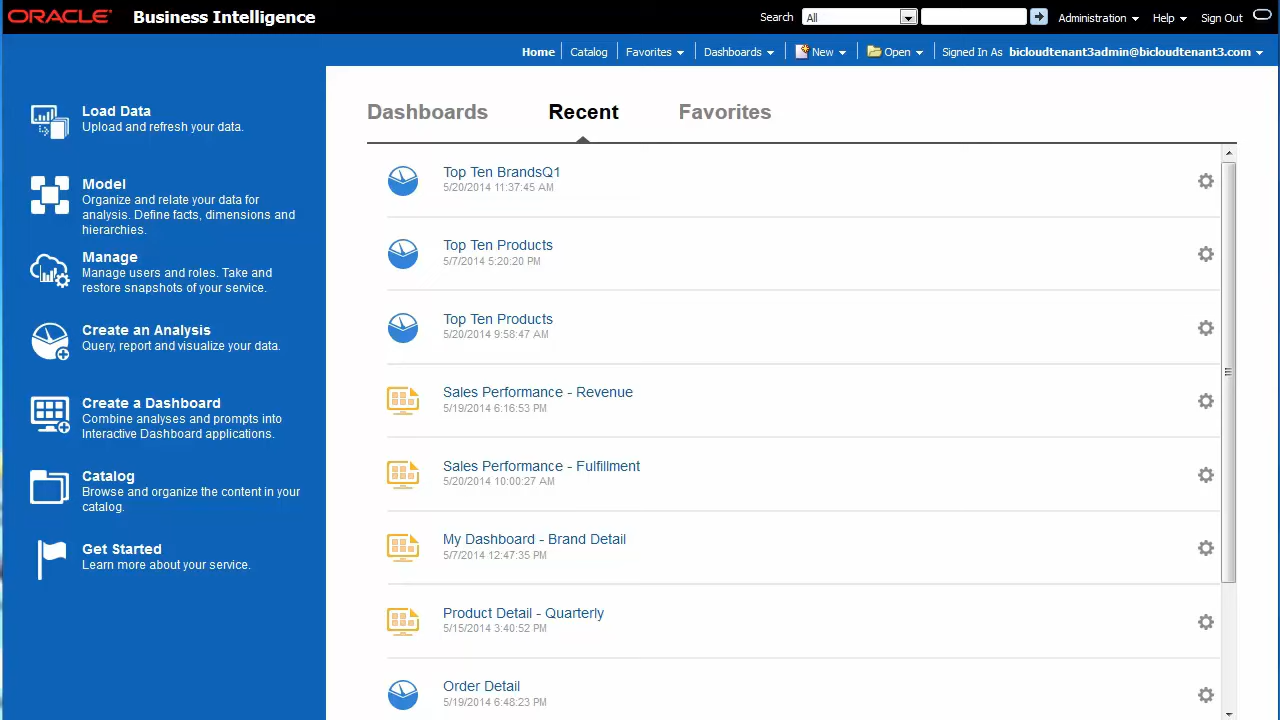 ORACLE Business Intelligence
Search All Administration Help Sign Out
Home Catalog Favorites Dashboards New Open Signed In As bicloudtenant3admin@bicloudtenant3.com
Load Data
Upload and refresh your data.
Model
Organize and relate your data for
analysis. Define facts, dimensions and
hierarchies.
Manage
Manage users and roles. Take and
restore snapshots of your service.
Create an Analysis
Query, report and visualize your data.
Create a Dashboard
Combine analyses and prompts into
Interactive Dashboard applications.
Catalog
Browse and organize the content in your
catalog.
Get Started
Learn more about your service.
Dashboards Recent Favorites
Top Ten BrandsQ1
5/20/2014 11:37:45 AM
Top Ten Products
5/7/2014 5:20:20 PM
Top Ten Products
5/20/2014 9:58:47 AM
Sales Performance - Revenue
5/19/2014 6:16:53 PM
Sales Performance - Fulfillment
5/20/2014 10:00:27 AM
My Dashboard - Brand Detail
5/7/2014 12:47:35 PM
Product Detail - Quarterly
5/15/2014 3:40:52 PM
Order Detail
5/19/2014 6:48:23 PM